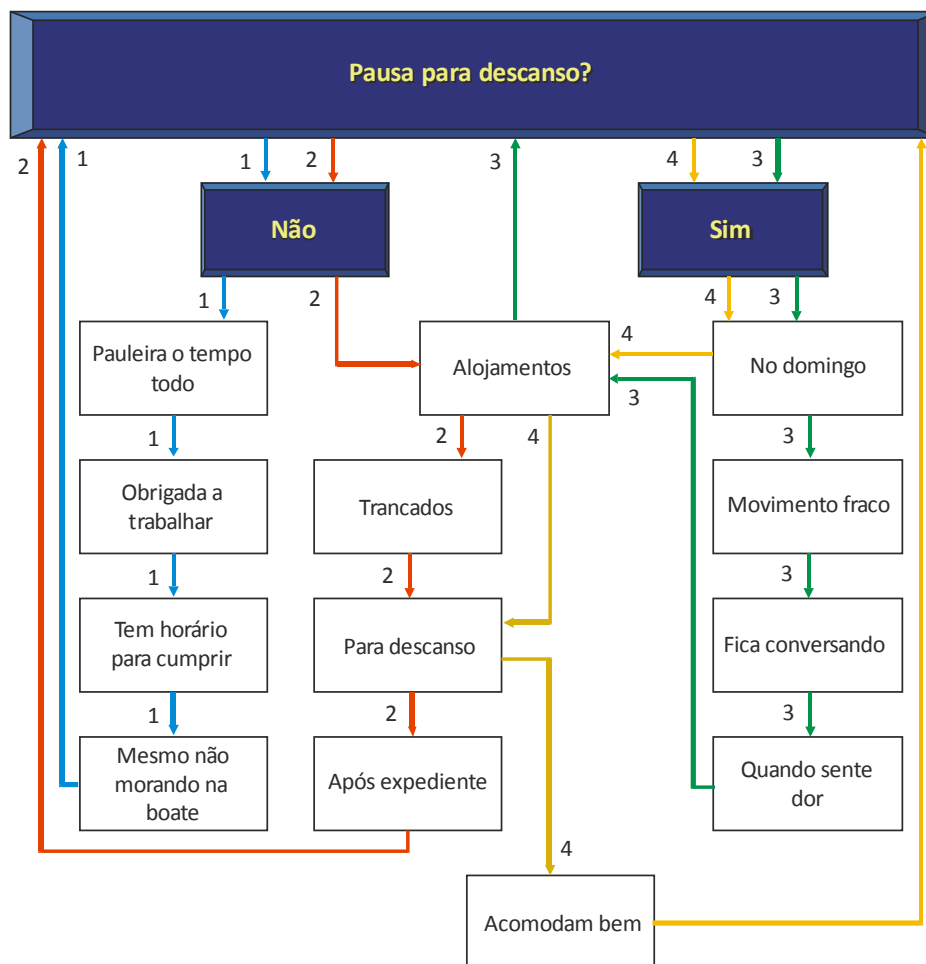 Pausa para descanso?
2
1
1
2
3
4
3
Não
Sim
1
2
4
3
Pauleira o tempo
todo
Alojamentos
4
3
No domingo
1
2
4
3
Obrigada a
trabalhar
Trancados
Movimento fraco
1
2
3
Tem horário
para cumprir
Para descanso
Fica conversando
1
2
3
Mesmo não
morando na
boate
Após expediente
Quando sente
dor
4
Acomodam bem